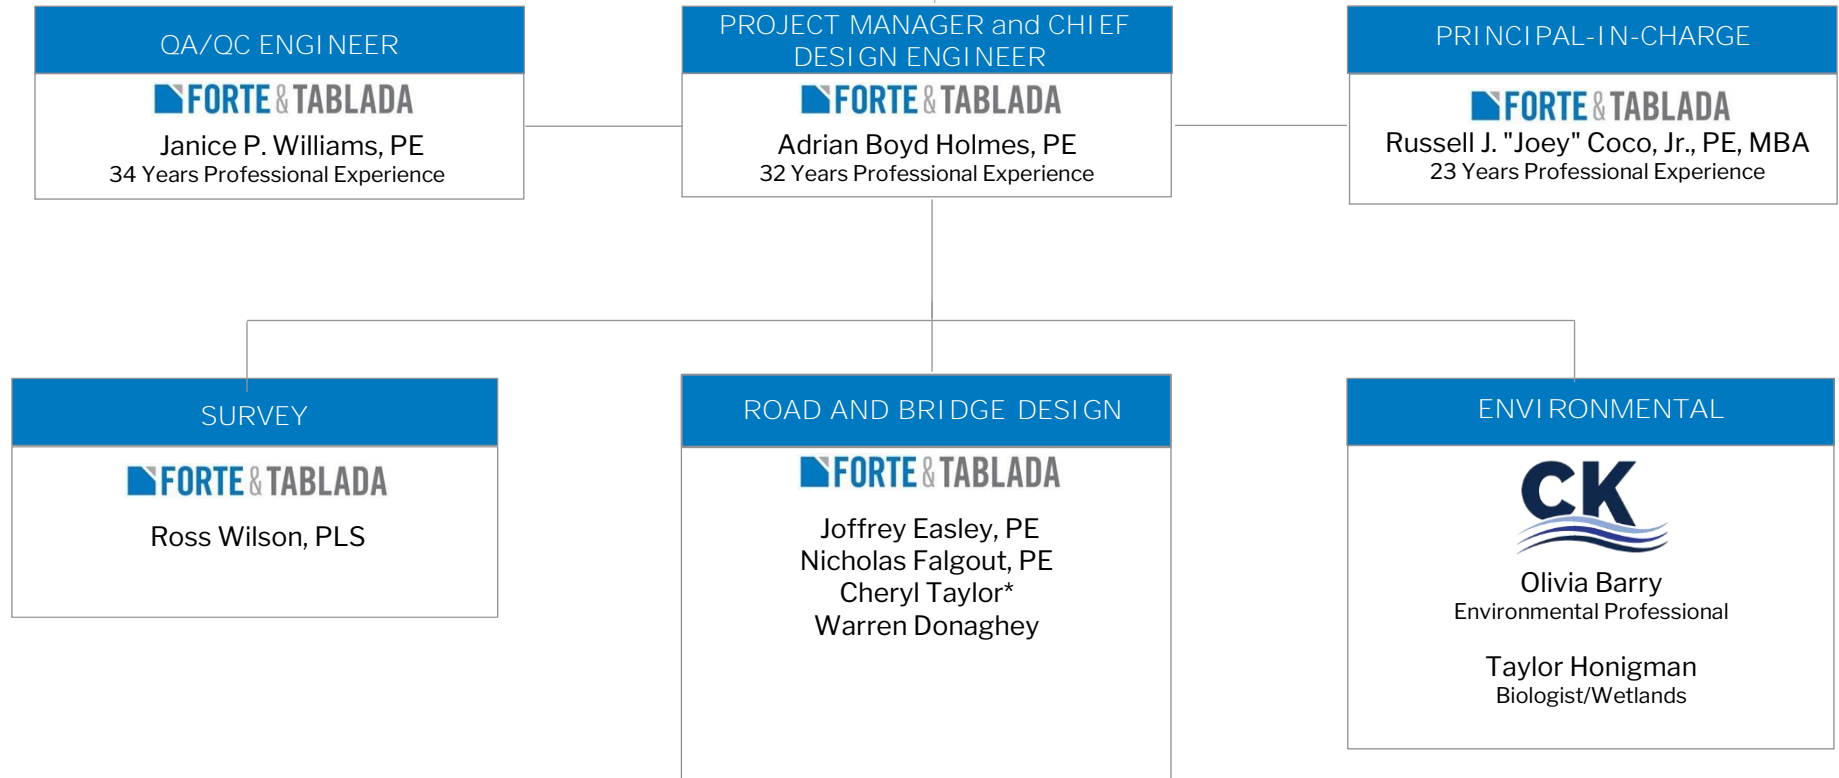 QA/QC ENGINEER
FORTE & TABLADA
Janice P. Williams, PE
34 Years Professional Experience
PROJECT MANAGER and CHIEF
DESIGN ENGINEER
FORTE & TABLADA
Adrian Boyd Holmes, PE
32 Years Professional Experience
PRINCIPAL-IN-CHARGE
FORTE & TABLADA
Russell J. "Joey" Coco, Jr., PE, MBA
23 Years Professional Experience
SURVEY
FORTE & TABLADA
Ross Wilson, PLS
ROAD AND BRIDGE DESIGN
FORTE & TABLADA
Joffrey Easley, PE
Nicholas Falgout, PE
Cheryl Taylor*
Warren Donaghey
ENVIRONMENTAL
CK
Olivia Barry
Environmental Professional
Taylor Honigman
Biologist/Wetlands